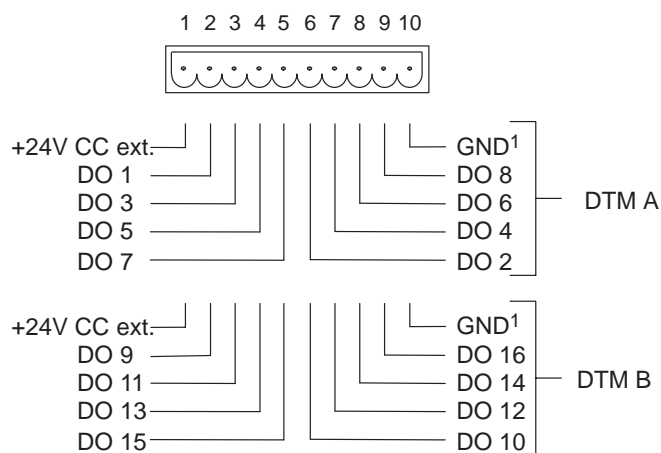 1 2 3 4 5 6 7 8 9 10
+24V CC ext. GND¹
DO 1 DO 8
DO 3 DO 6 DTM A
DO 5 DO 4
DO 7 DO 2
+24V CC ext. GND¹
DO 9 DO 16
DO 11 DO 14 DTM B
DO 13 DO 12
DO 15 DO 10